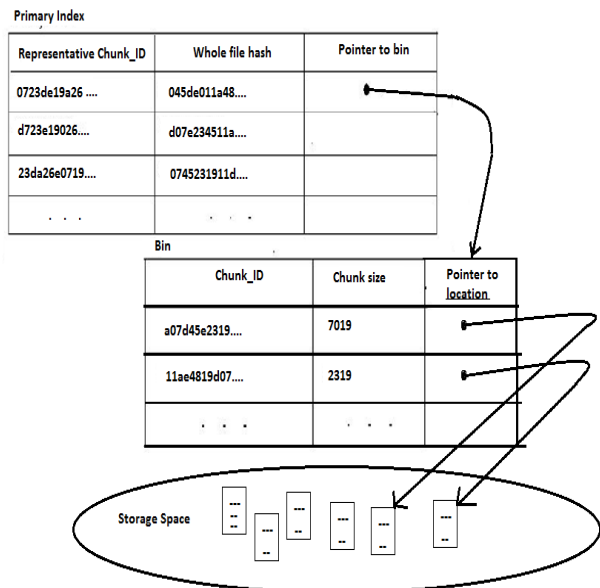 Primary Index
Representative Chunk_ID Whole file hash Pointer to bin
0723de19a26 .... 045de011a48....
d723e19026.... d07e234511a....
23da26e0719.... 0745231911d....
. . . . . .
Bin
Chunk_ID Chunk size Pointer to
location
a07d45e2319.... 7019
11ae4819d07.... 2319
. . . . . .
Storage Space